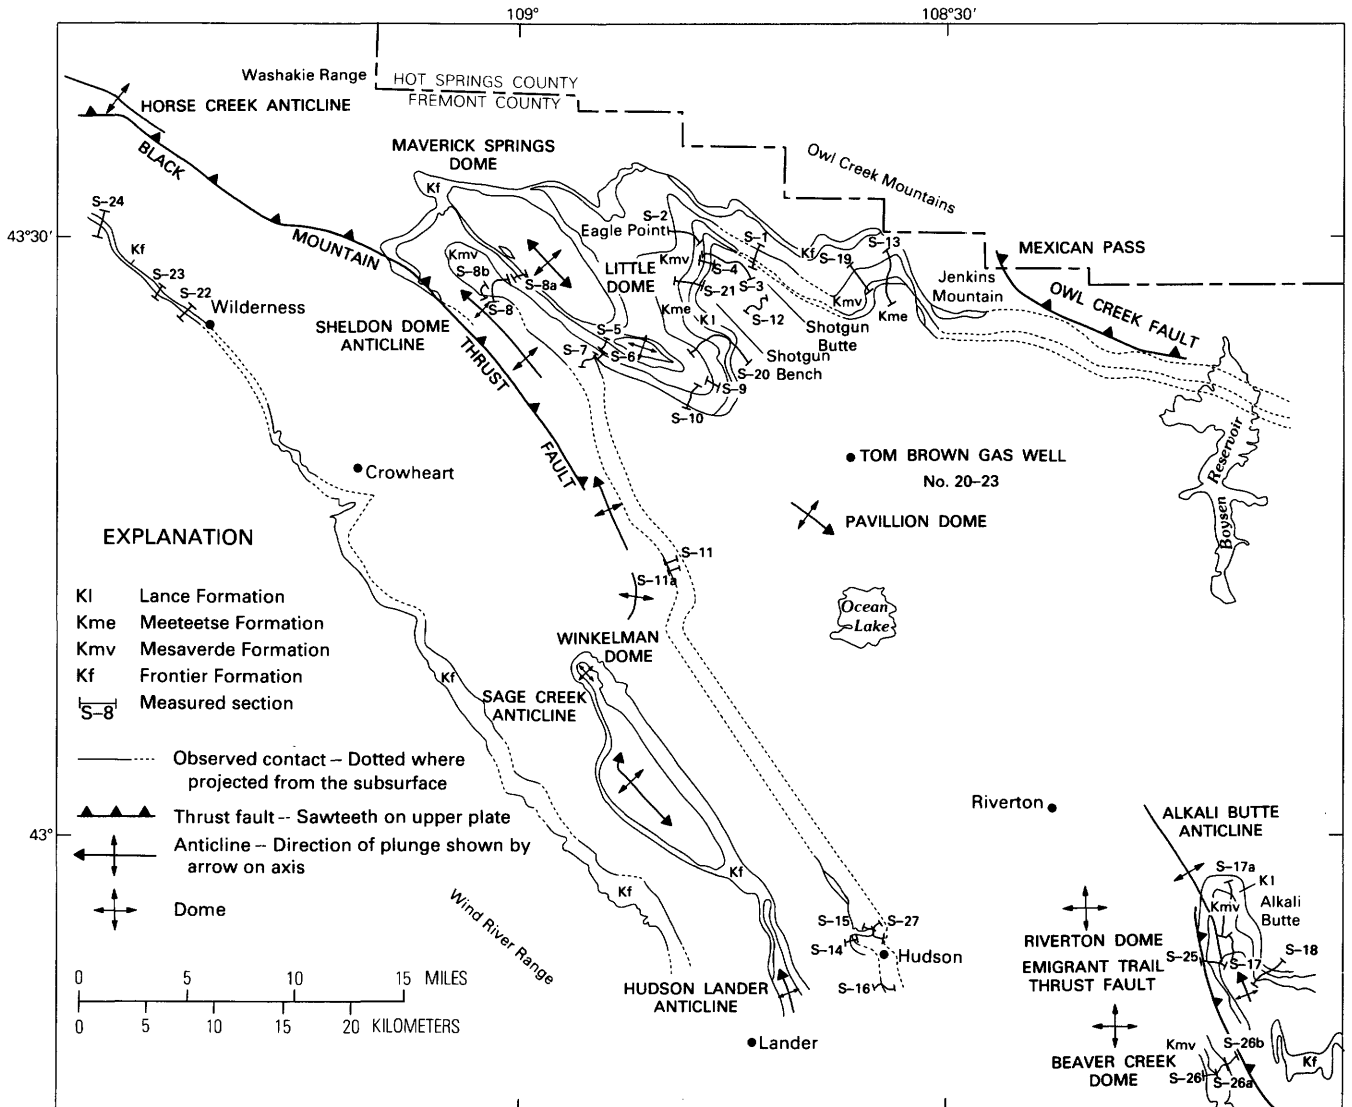 109°
108°30'
Washakie Range
HOT SPRINGS COUNTY
FREMONT COUNTY
HORSE CREEK ANTICLINE
BLACK
MOUNTAIN
THRUST
FAULT
MAVERICK SPRINGS
DOME
Kf
Owl Creek Mountains
S-24
43°30'
Kf
S-23
S-22
Wilderness
Kmv
S-8b
S-8a
S-8
SHELDON DOME
ANTICLINE
S-2
Eagle Point
LITTLE
DOME
Kmv
Kme
Kl
S-1
S-4
S-3
S-21
S-12
Kf
S-19
S-13
Kmv
Kme
Shotgun
Butte
Shotgun
Bench
S-5
S-7
S-6
S-20
S-9
S-10
Jenkins
Mountain
MEXICAN PASS
OWL CREEK FAULT
Boysen Reservoir
Crowheart
TOM BROWN GAS WELL
No. 20-23
PAVILLION DOME
S-11
S-11a
Ocean
Lake
WINKELMAN
DOME
SAGE CREEK
ANTICLINE
Kf
EXPLANATION
Kl Lance Formation
Kme Meeteetse Formation
Kmv Mesaverde Formation
Kf Frontier Formation
S-8 Measured section
Observed contact – Dotted where
projected from the subsurface
Thrust fault -- Sawteeth on upper plate
Anticline – Direction of plunge shown by
arrow on axis
Dome
43°
0 5 10 15 MILES
0 5 10 15 20 KILOMETERS
Wind River Range
Kf
Kf
HUDSON LANDER
ANTICLINE
Lander
S-15
S-27
S-14
Hudson
S-16
Riverton
ALKALI BUTTE
ANTICLINE
S-17a
Kl
Kmv
Alkali
Butte
S-25
S-17
S-18
RIVERTON DOME
EMIGRANT TRAIL
THRUST FAULT
BEAVER CREEK
DOME
Kmv
S-26b
S-26
S-26a
Kf